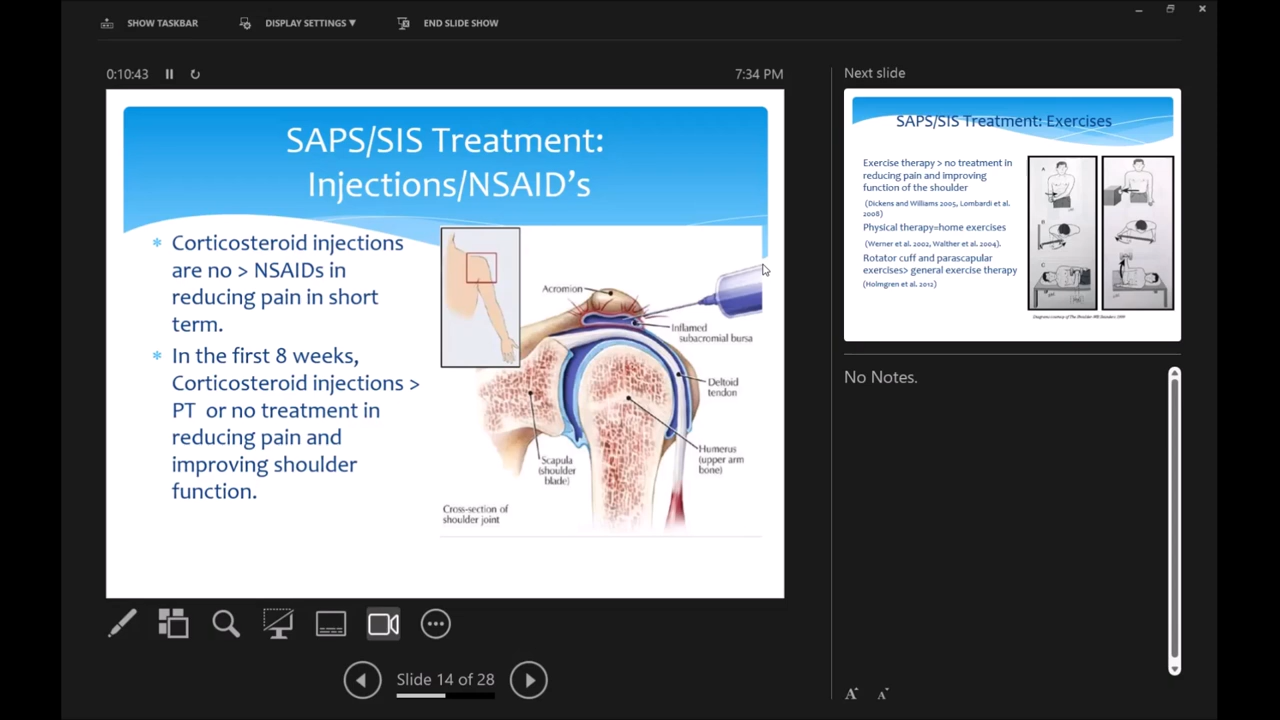 SHOW TASKBAR DISPLAY SETTINGS ▼ END SLIDE SHOW
0:10:43 7:34 PM
SAPS/SIS Treatment:
Injections/NSAID's
* Corticosteroid injections
are no > NSAIDs in
reducing pain in short
term.
* In the first 8 weeks,
Corticosteroid injections >
PT or no treatment in
reducing pain and
improving shoulder
function.
Acromion
Inflamed
subacromial bursa
Deltoid
tendon
Humerus
(upper arm
bone)
Scapula
(shoulder
blade)
Cross-section of
shoulder joint
Slide 14 of 28
Next slide
SAPS/SIS Treatment: Exercises
Exercise therapy > no treatment in
reducing pain and improving
function of the shoulder
(Dickens and Williams 2005, Lombardi et al.
2008)
Physical therapy=home exercises
(Werner et al. 2002, Walther et al. 2004).
Rotator cuff and parascapular
exercises> general exercise therapy
(Holmgren et al. 2012)
A
B
C
No Notes.
A A